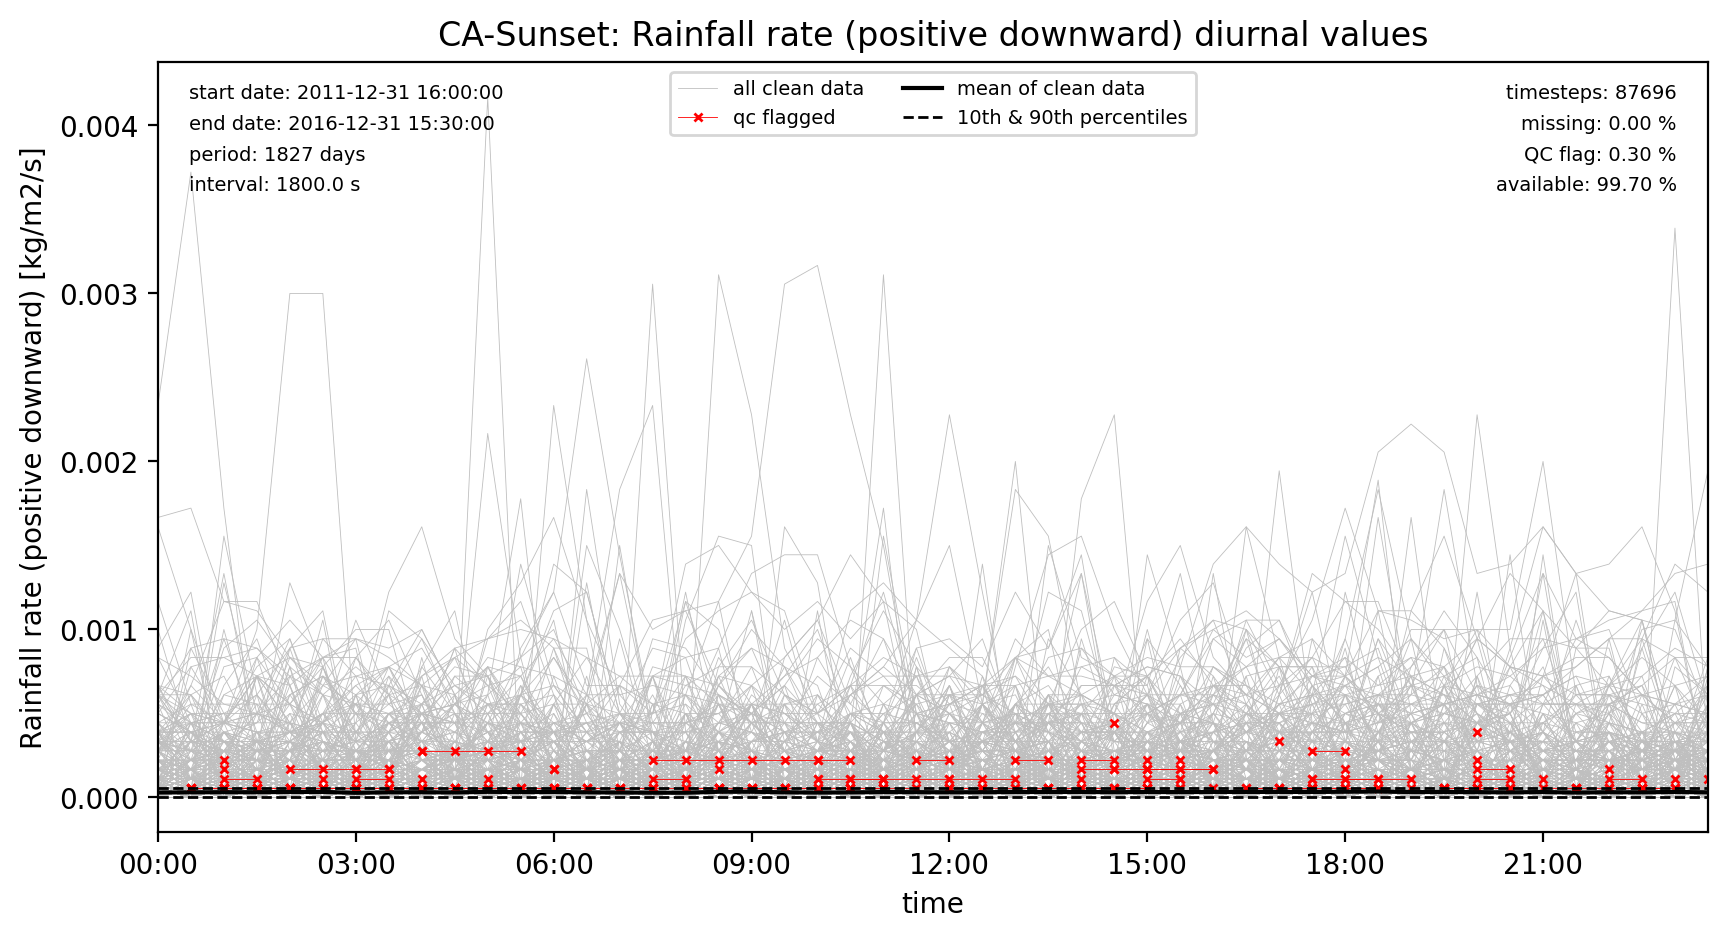 CA-Sunset: Rainfall rate (positive downward) diurnal values
start date: 2011-12-31 16:00:00
end date: 2016-12-31 15:30:00
period: 1827 days
interval: 1800.0 s
all clean data
qc flagged
mean of clean data
10th & 90th percentiles
timesteps: 87696
missing: 0.00 %
QC flag: 0.30 %
available: 99.70 %
Rainfall rate (positive downward) [kg/m2/s]
0.004
0.003
0.002
0.001
0.000
00:00 03:00 06:00 09:00 12:00 15:00 18:00 21:00
time